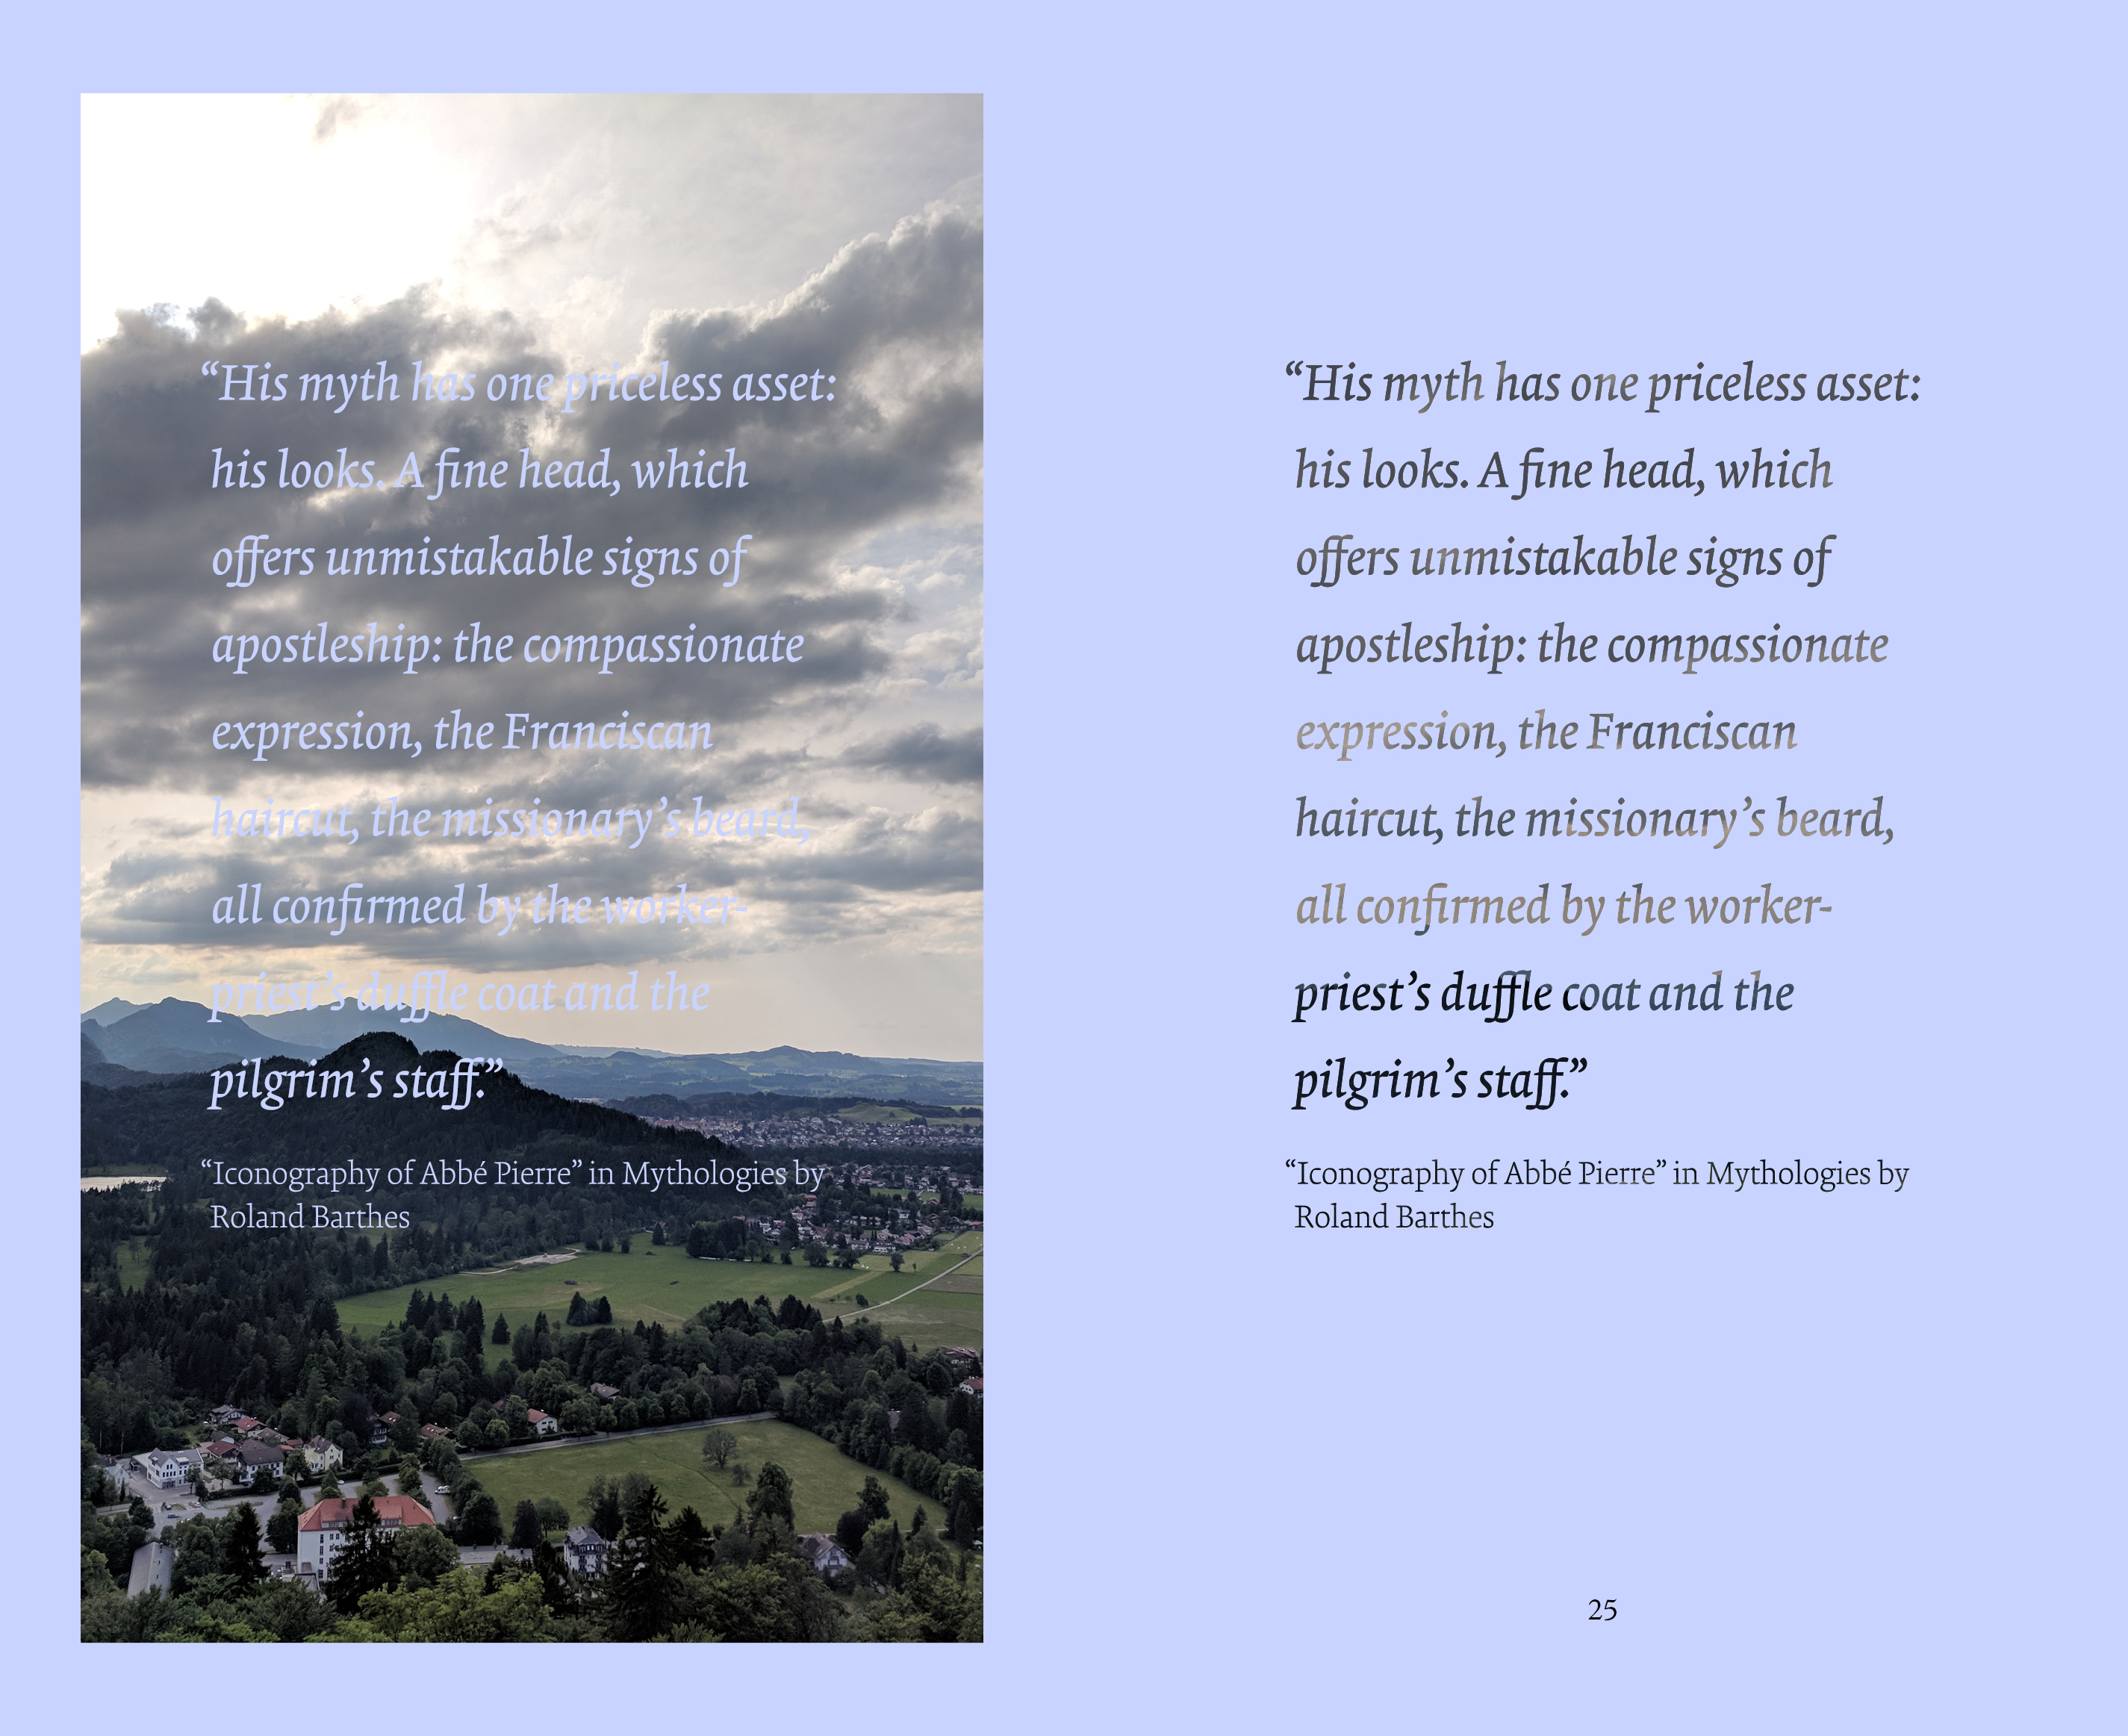 “His myth has one priceless asset:
his looks. A fine head, which
offers unmistakable signs of
apostleship: the compassionate
expression, the Franciscan
haircut, the missionary’s beard,
all confirmed by the worker-
priest’s duffle coat and the
pilgrim’s staff.”
“Iconography of Abbé Pierre” in Mythologies by
Roland Barthes
“His myth has one priceless asset:
his looks. A fine head, which
offers unmistakable signs of
apostleship: the compassionate
expression, the Franciscan
haircut, the missionary’s beard,
all confirmed by the worker-
priest’s duffle coat and the
pilgrim’s staff.”
“Iconography of Abbé Pierre” in Mythologies by
Roland Barthes
25